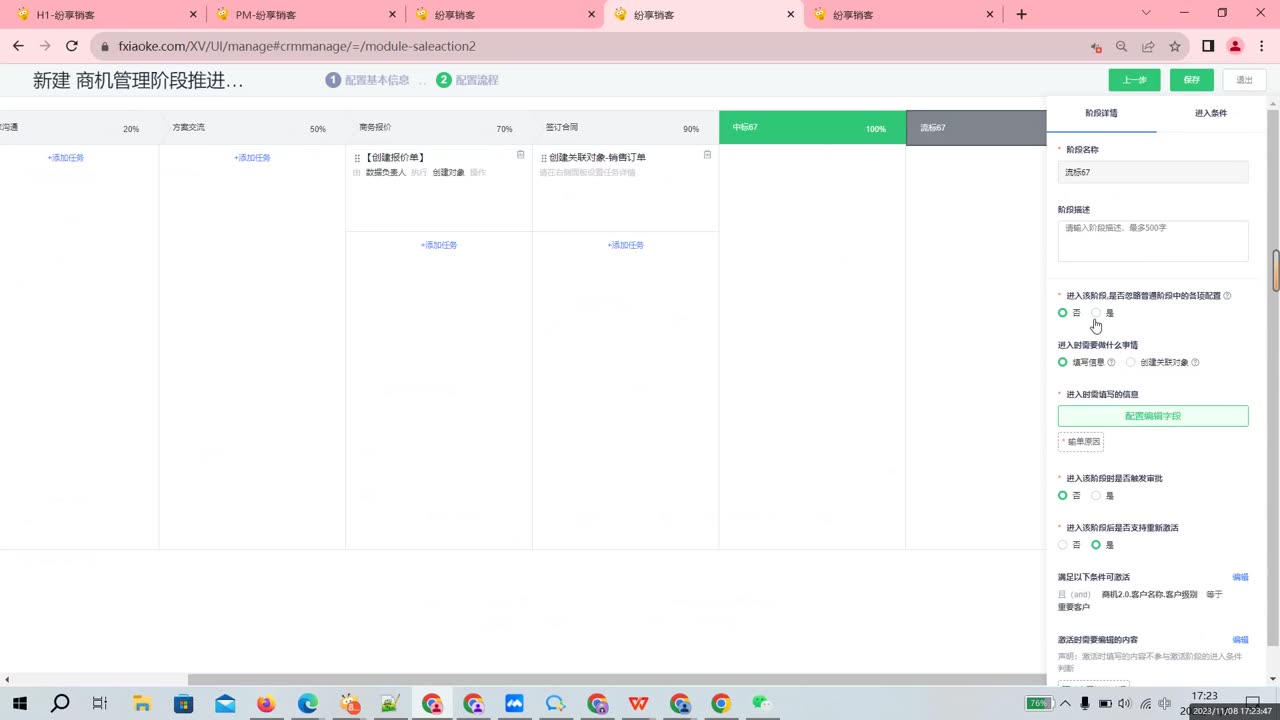 H1-纷享销客
PM-纷享销客
纷享销客
纷享销客
纷享销客
fxiaoke.com/XV/UI/manage#crmmanage/=/module-saleaction2
新建 商机管理阶段推进...
1 配置基本信息 ..
2 配置流程
上一步
保存
退出
沟通 20%
方案交流 50%
商务报价 70%
签订合同 90%
中标67 100%
流标67
+添加任务
+添加任务
【创建报价单】
由 数据负责人 执行 创建对象 操作
+添加任务
创建关联对象-销售订单
请在右侧面板设置任务详情
+添加任务
阶段详情
进入条件
* 阶段名称
流标67
阶段描述
请输入阶段描述，最多500字
* 进入该阶段,是否忽略普通阶段中的各项配置
否 是
进入时需要做什么事情
填写信息 创建关联对象
* 进入时需填写的信息
配置编辑字段
* 输单原因
* 进入该阶段时是否触发审批
否 是
* 进入该阶段后是否支持重新激活
否 是
满足以下条件可激活 编辑
且（and） 商机2.0.客户名称.客户级别 等于
重要客户
激活时需要编辑的内容 编辑
声明：激活时填写的内容不参与激活阶段的进入条件
判断
76%
17:23
2023/11/08 17:23:47